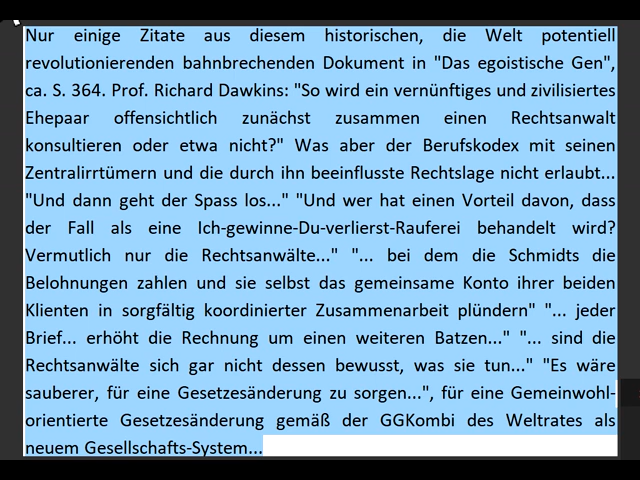 Nur einige Zitate aus diesem historischen, die Welt potentiell
revolutionierenden bahnbrechenden Dokument in "Das egoistische Gen",
ca. S. 364. Prof. Richard Dawkins: "So wird ein vernünftiges und zivilisiertes
Ehepaar offensichtlich zunächst zusammen einen Rechtsanwalt
konsultieren oder etwa nicht?" Was aber der Berufskodex mit seinen
Zentralirrtümern und die durch ihn beeinflusste Rechtslage nicht erlaubt...
"Und dann geht der Spass los..." "Und wer hat einen Vorteil davon, dass
der Fall als eine Ich-gewinne-Du-verlierst-Rauferei behandelt wird?
Vermutlich nur die Rechtsanwälte..." "... bei dem die Schmidts die
Belohnungen zahlen und sie selbst das gemeinsame Konto ihrer beiden
Klienten in sorgfältig koordinierter Zusammenarbeit plündern" "... jeder
Brief... erhöht die Rechnung um einen weiteren Batzen..." "... sind die
Rechtsanwälte sich gar nicht dessen bewusst, was sie tun..." "Es wäre
sauberer, für eine Gesetzesänderung zu sorgen...", für eine Gemeinwohl-
orientierte Gesetzesänderung gemäß der GGKombi des Weltrates als
neuem Gesellschafts-System...